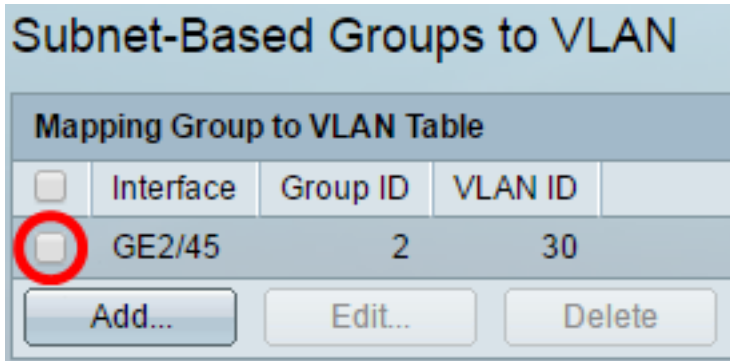 Subnet-Based Groups to VLAN
Mapping Group to VLAN Table
Interface Group ID VLAN ID
GE2/45 2 30
Add... Edit... Delete